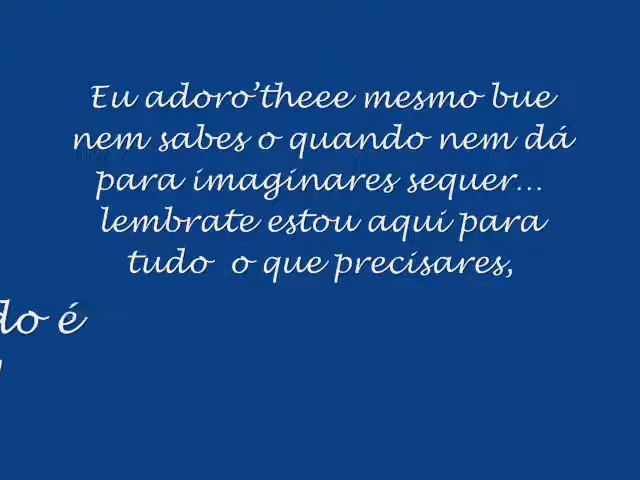 Eu adoro’theee mesmo bue
nem sabes o quando nem dá
para imaginares sequer...
lembrate estou aqui para
tudo o que precisares,
do é